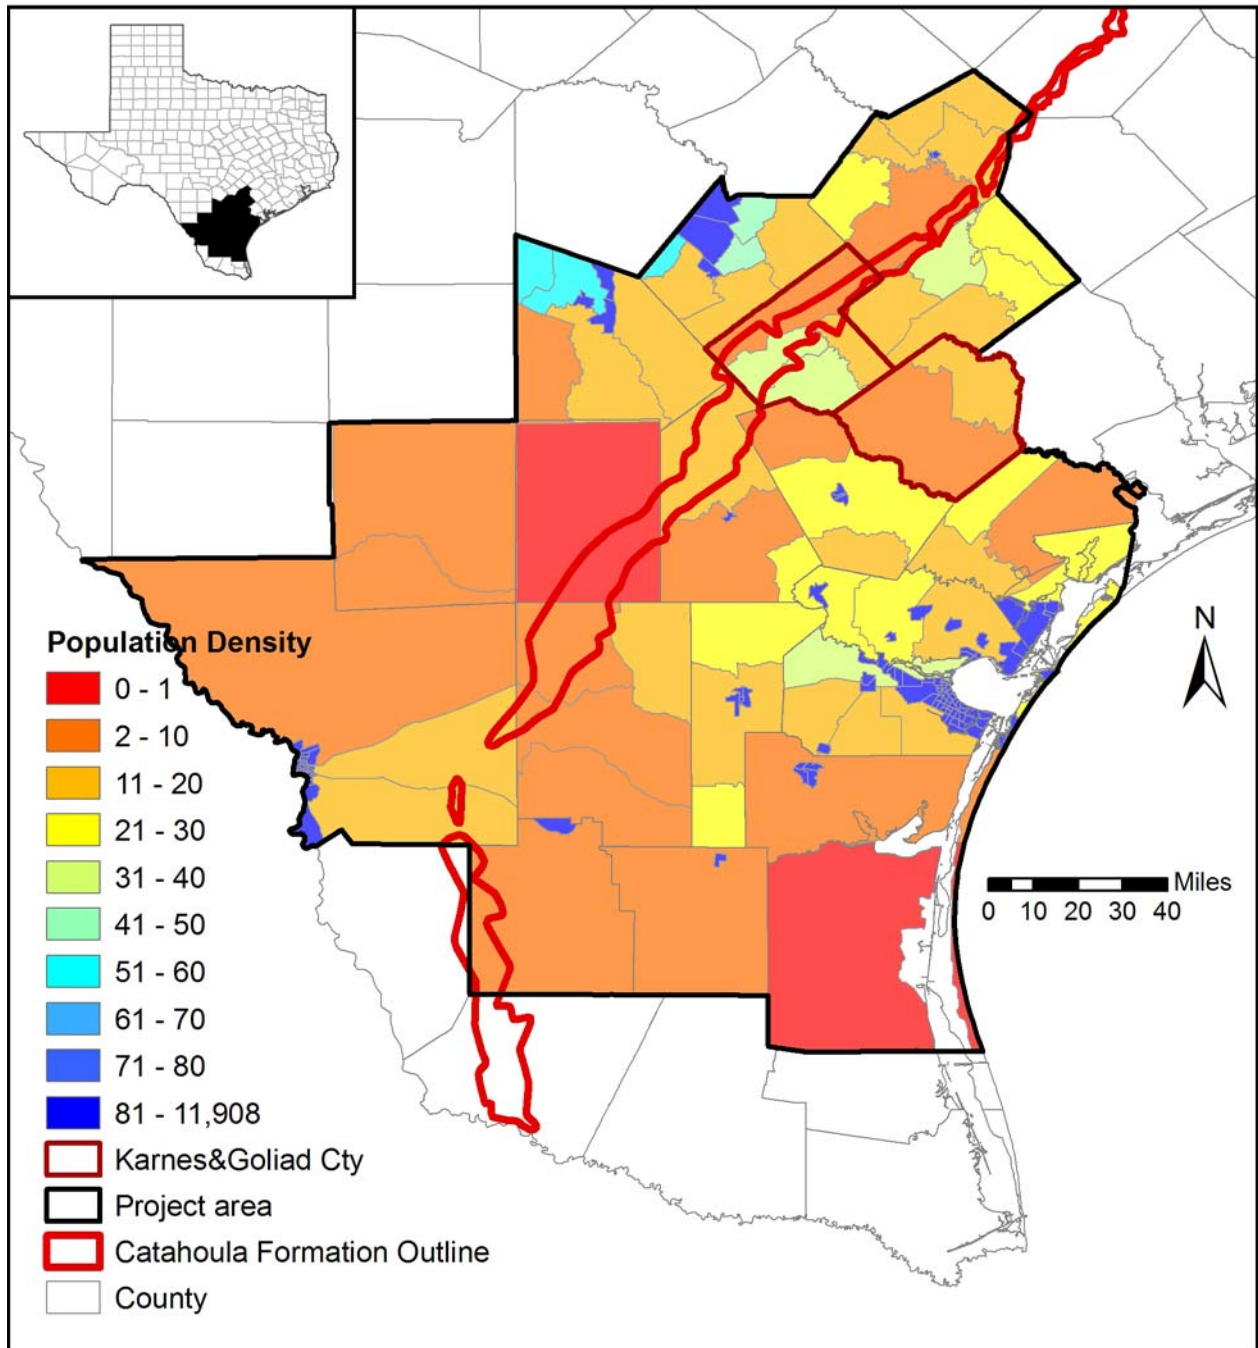 Population Density
0 - 1
2 - 10
11 - 20
21 - 30
31 - 40
41 - 50
51 - 60
61 - 70
71 - 80
81 - 11,908
Karnes&Goliad Cty
Project area
Catahoula Formation Outline
County
N
Miles
0 10 20 30 40